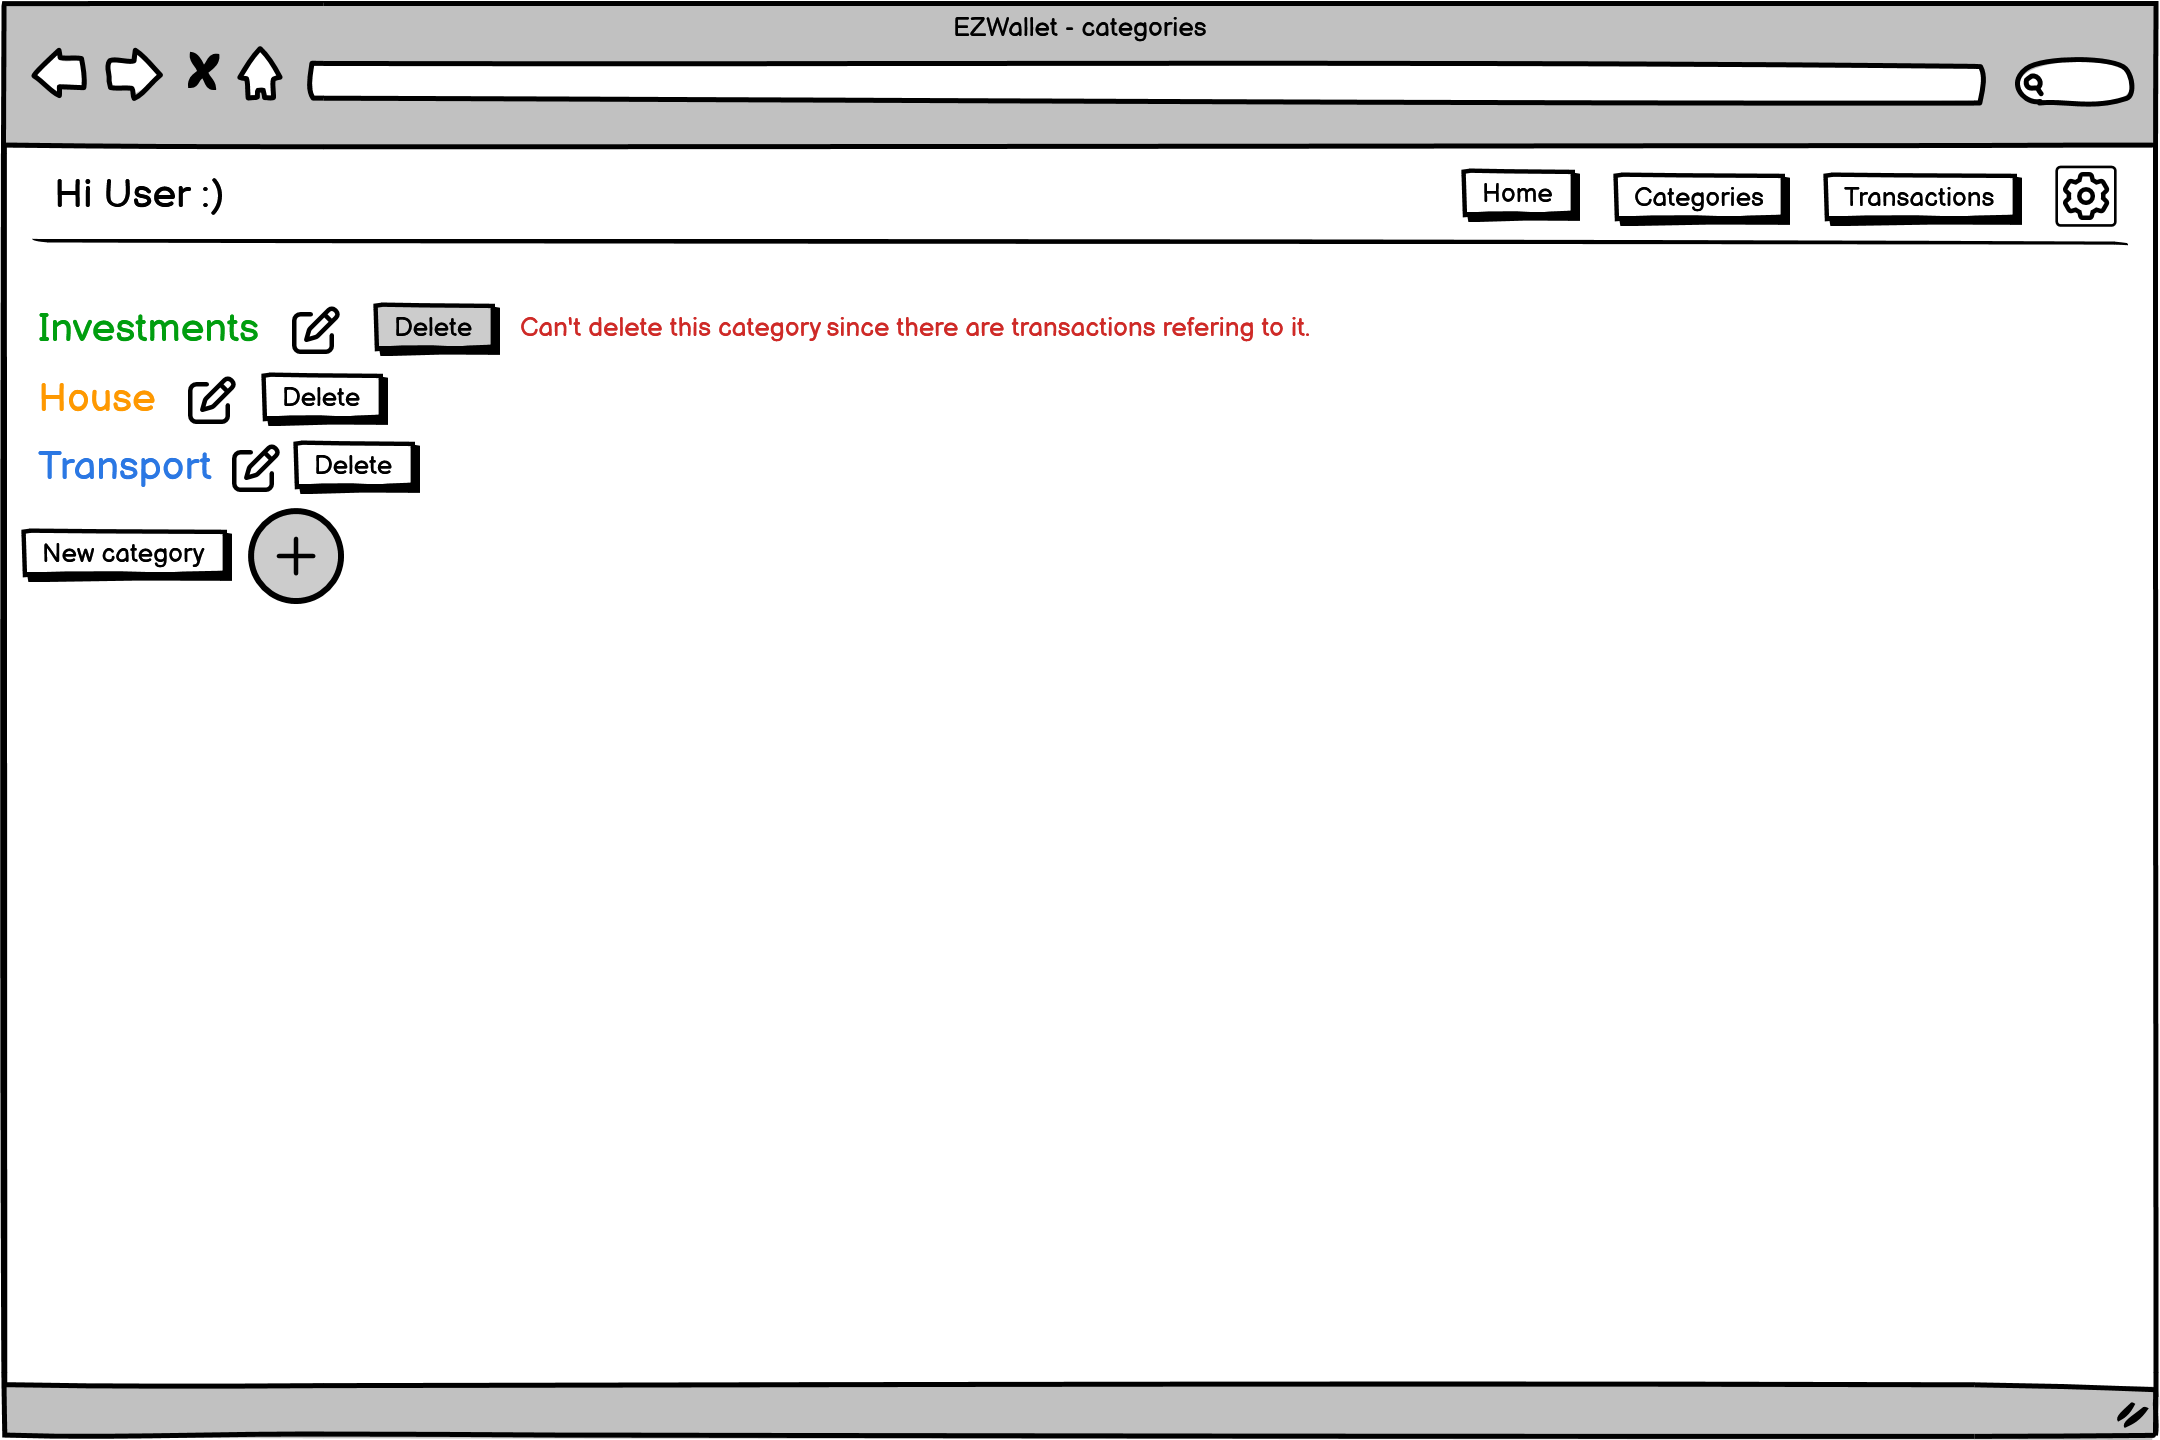 EZWallet - categories
Hi User :)
Home
Categories
Transactions
Investments
Delete
Can't delete this category since there are transactions refering to it.
House
Delete
Transport
Delete
New category